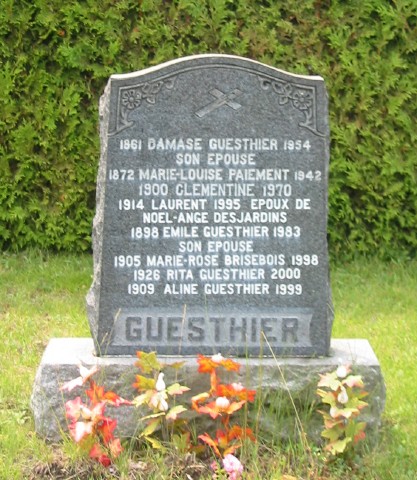 1861 DAMASE GUESTHIER 1954
SON EPOUSE
1872 MARIE-LOUISE PAIEMENT 1942
1900 CLEMENTINE 1970
1914 LAURENT 1995 EPOUX DE
NOEL-ANGE DESJARDINS
1898 EMILE GUESTHIER 1983
SON EPOUSE
1905 MARIE-ROSE BRISEBOIS 1998
1926 RITA GUESTHIER 2000
1909 ALINE GUESTHIER 1999
GUESTHIER